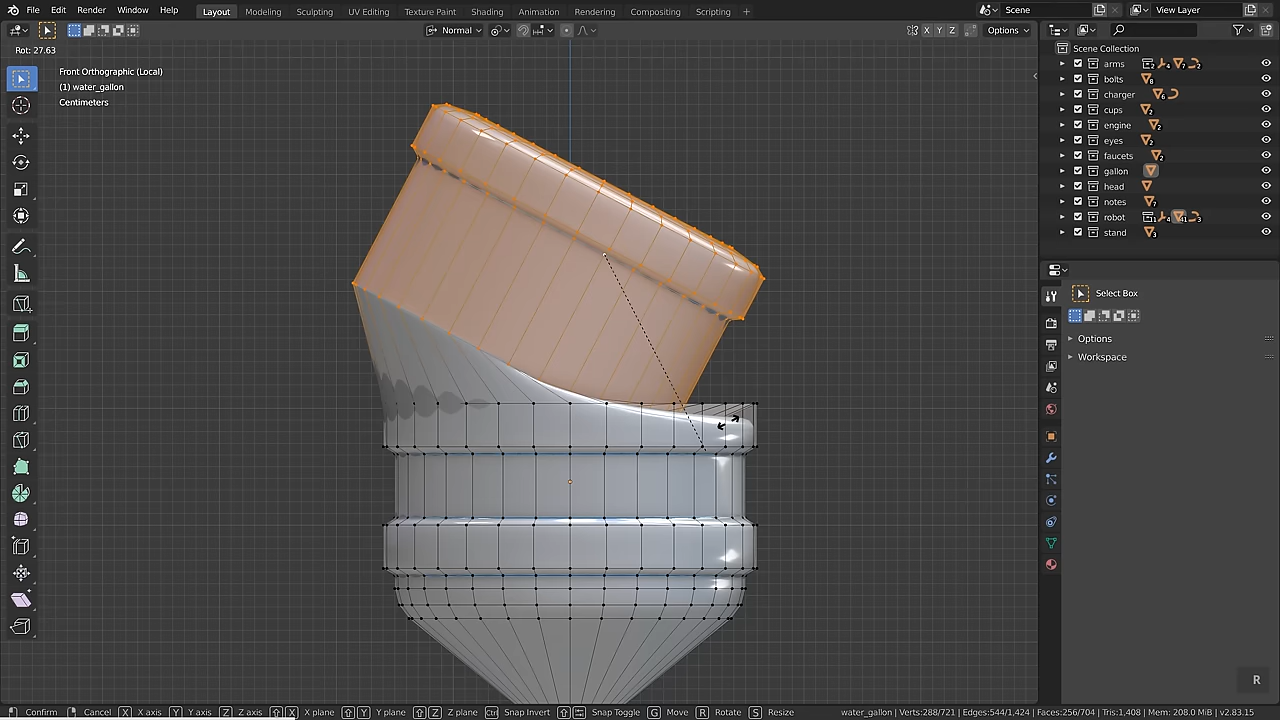 File Edit Render Window Help Layout Modeling Sculpting UV Editing Texture Paint Shading Animation Rendering Compositing Scripting + Scene View Layer
Normal X Y Z Options
Rot: 27.63
Front Orthographic (Local)
(1) water_gallon
Centimeters
Scene Collection
arms
bolts
charger
cups
engine
eyes
faucets
gallon
head
notes
robot
stand
Select Box
Options
Workspace
R
Confirm Cancel X X axis Y Y axis Z Z axis X X plane Y Y plane Z Z plane Ctrl Snap Invert Snap Toggle G Move R Rotate S Resize water_gallon | Verts:288/721 | Edges:544/1,424 | Faces:256/704 | Tris:1,408 | Mem: 208.0 MiB | v2.83.15